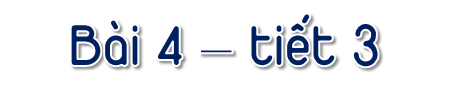 Bài 4 – tiết 3